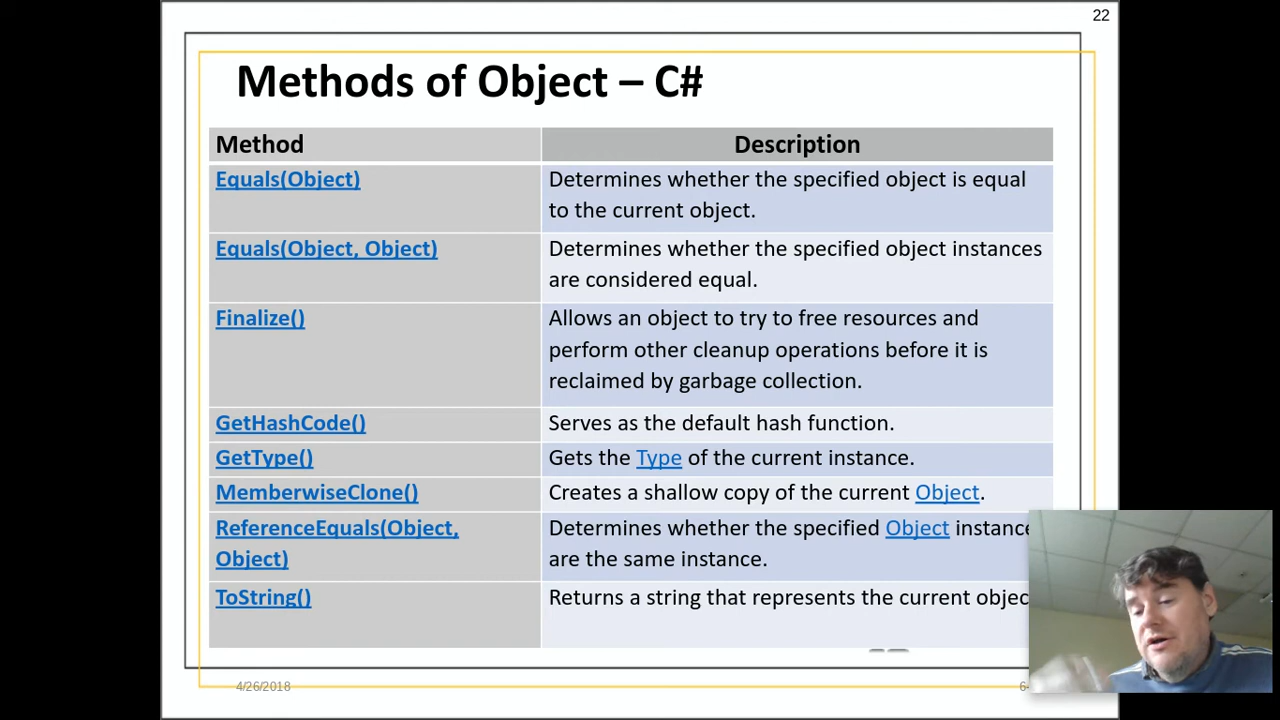 22
Methods of Object – C#
Method Description
Equals(Object) Determines whether the specified object is equal
to the current object.
Equals(Object, Object) Determines whether the specified object instances
are considered equal.
Finalize() Allows an object to try to free resources and
perform other cleanup operations before it is
reclaimed by garbage collection.
GetHashCode() Serves as the default hash function.
GetType() Gets the Type of the current instance.
MemberwiseClone() Creates a shallow copy of the current Object.
ReferenceEquals(Object, Determines whether the specified Object instance
Object) are the same instance.
ToString() Returns a string that represents the current objec
4/26/2018 6-